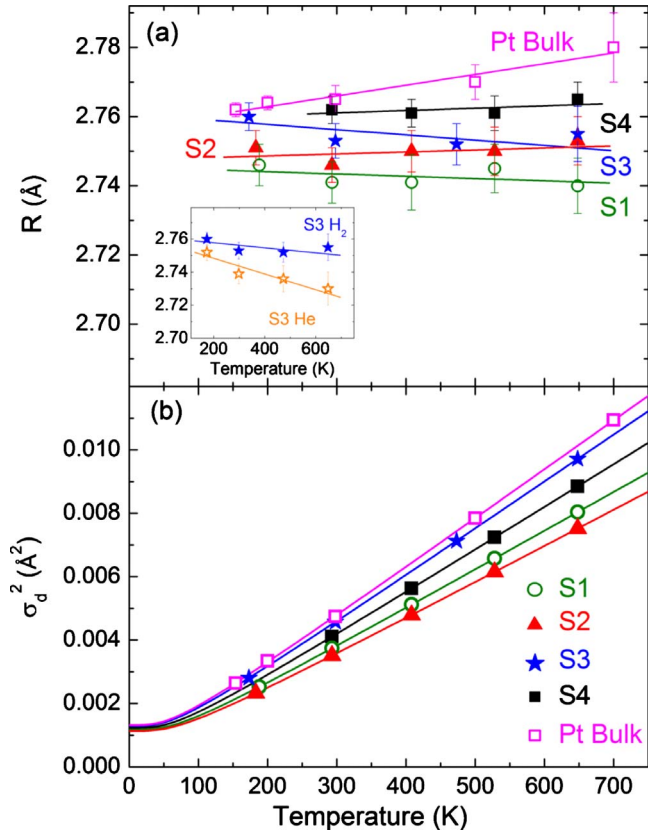 2.78
2.76
2.74
2.72
2.70
R (Å)
(a)
Pt Bulk
S4
S2
S3
S1
2.76
2.74
2.72
2.70
S3 H₂
S3 He
200 400 600
Temperature (K)
(b)
0.010
0.008
0.006
0.004
0.002
0.000
σd² (Å²)
S1
S2
S3
S4
Pt Bulk
0 100 200 300 400 500 600 700
Temperature (K)